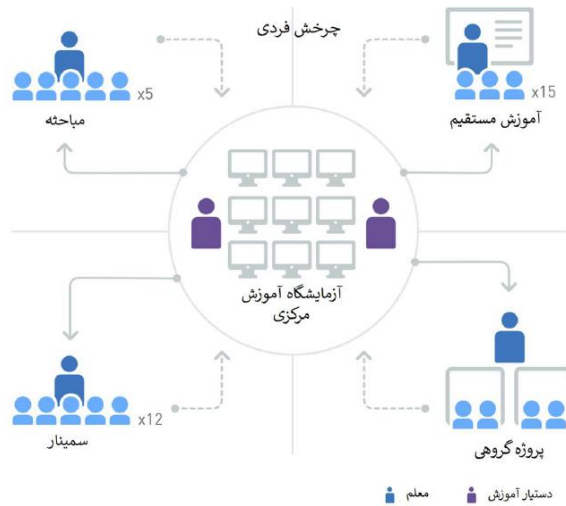 چرخش فردی
x5
مباحثه
x15
آموزش مستقیم
آزمایشگاه آموزش
مرکزی
x12
سمینار
پروژه گروهی
معلم
دستیار آموزش